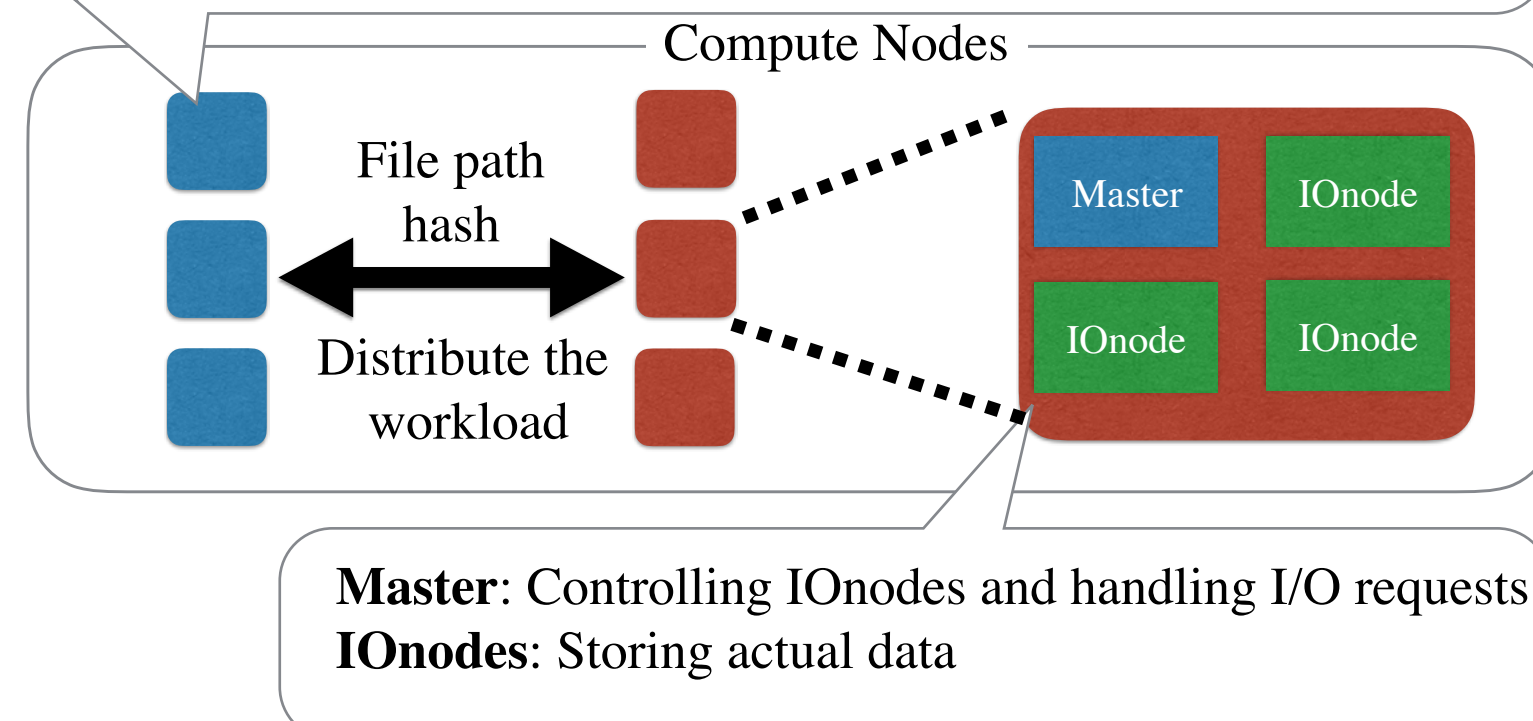 Compute Nodes
File path
hash
Distribute the
workload
Master
IOnode
IOnode
IOnode
Master: Controlling IOnodes and handling I/O requests
IOnodes: Storing actual data